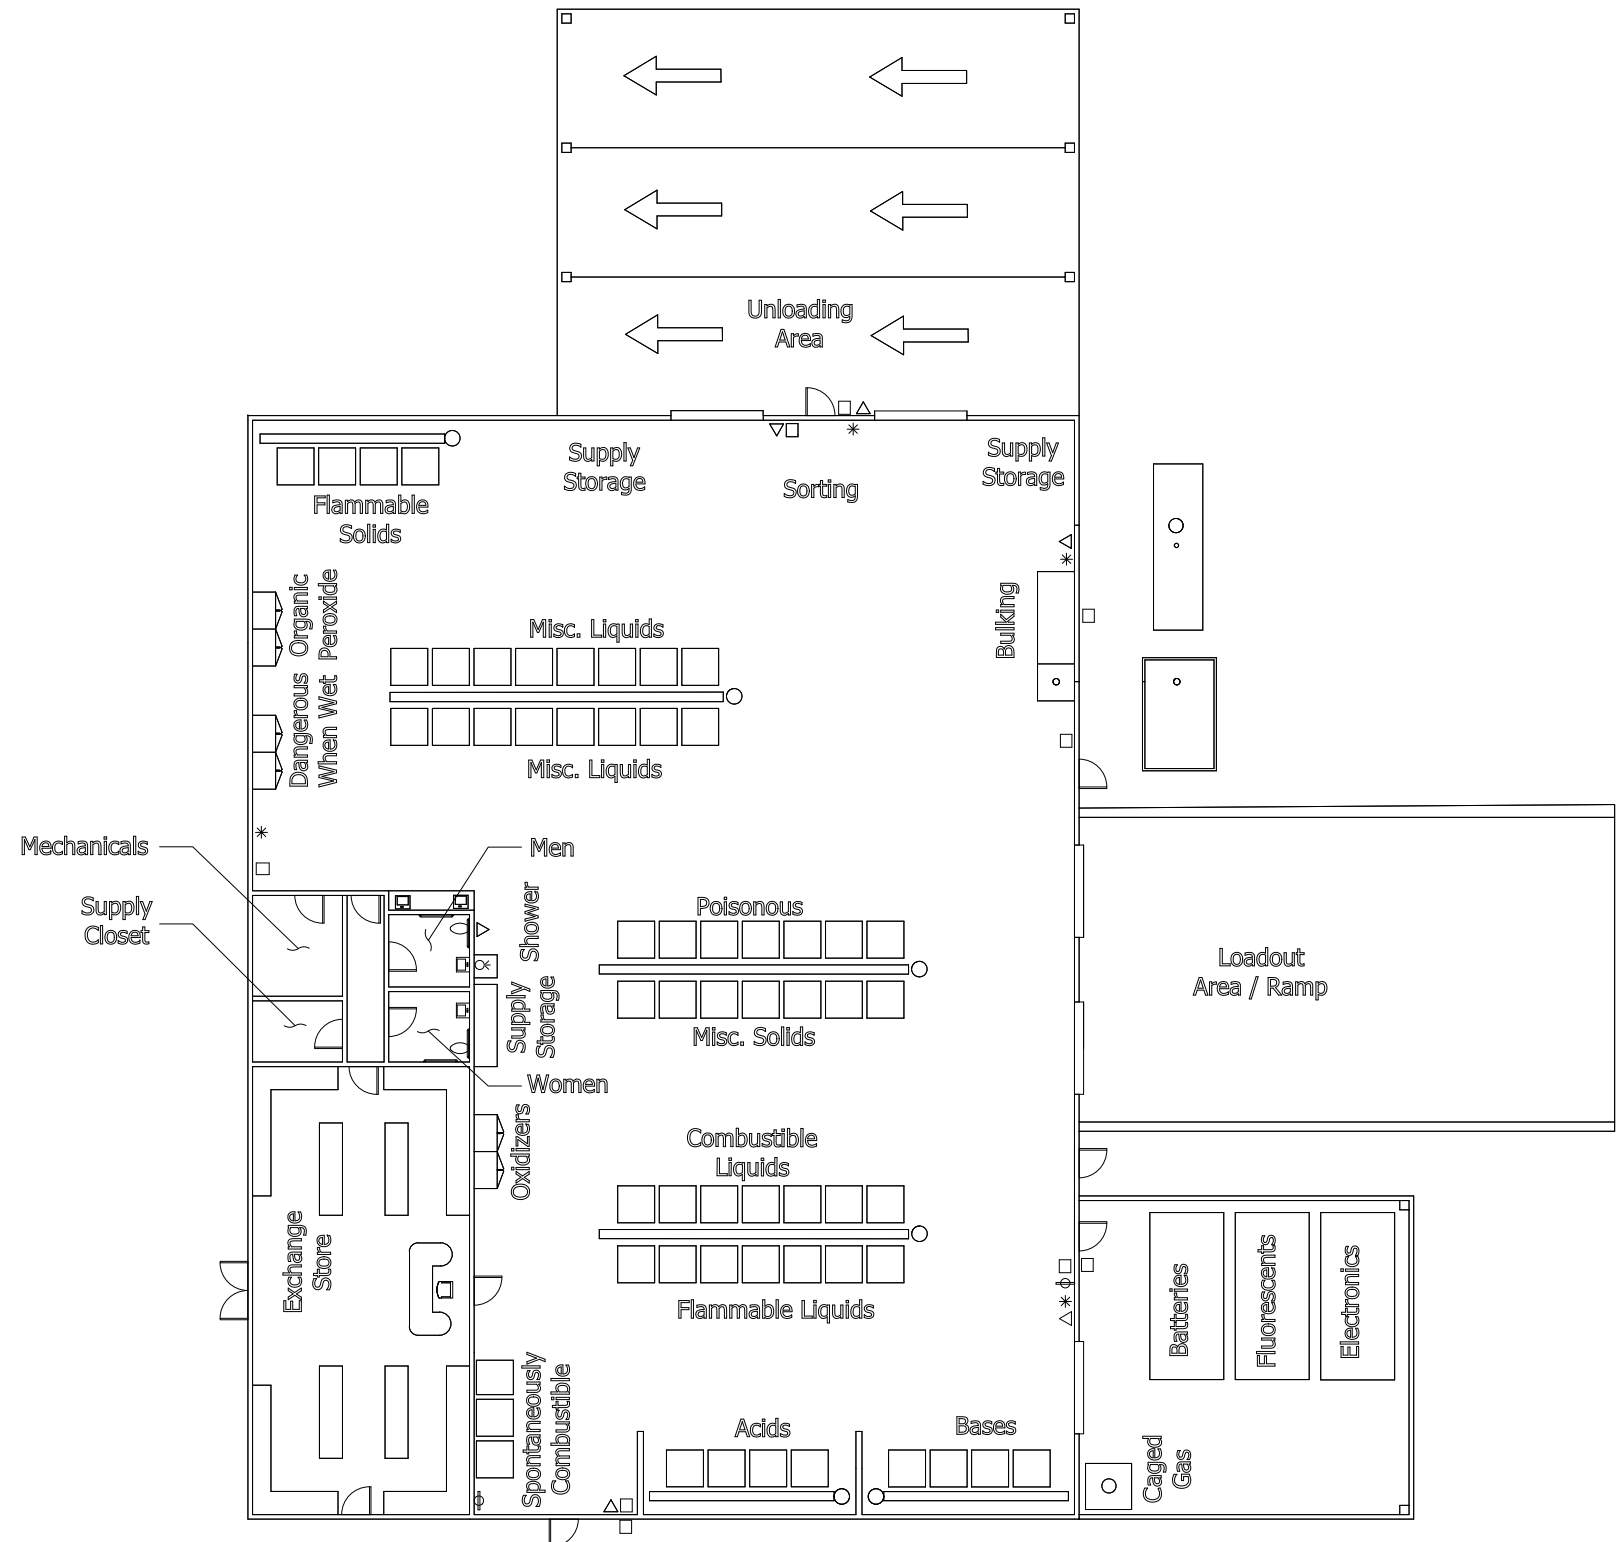 Unloading
Area
Supply
Storage
Sorting
Supply
Storage
Flammable
Solids
Organic
Peroxide
Misc. Liquids
Bulking
Dangerous
When Wet
Misc. Liquids
Mechanicals
Men
Supply
Closet
Shower
Poisonous
Loadout
Area / Ramp
Supply
Storage
Misc. Solids
Women
Oxidizers
Combustible
Liquids
Exchange
Store
Flammable Liquids
Batteries
Fluorescents
Electronics
Spontaneously
Combustible
Acids
Bases
Caged
Gas